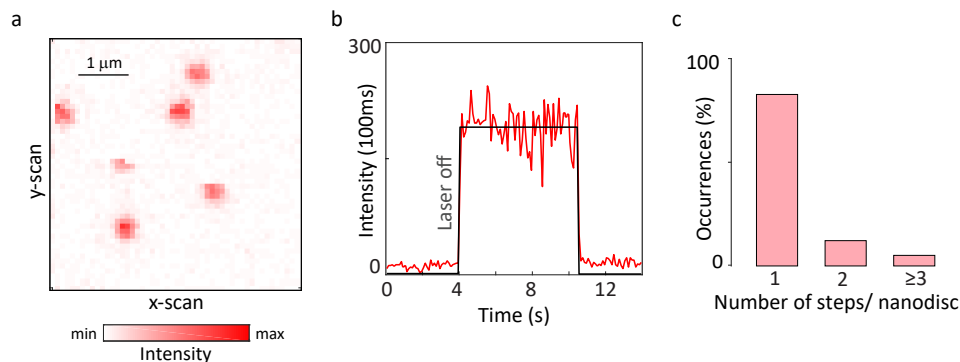 a
1 μm
y-scan
x-scan
min
max
Intensity
b
300
Intensity (100ms)
0
Laser off
0
4
8
12
Time (s)
c
100
Occurrences (%)
0
1
2
≥3
Number of steps/ nanodisc